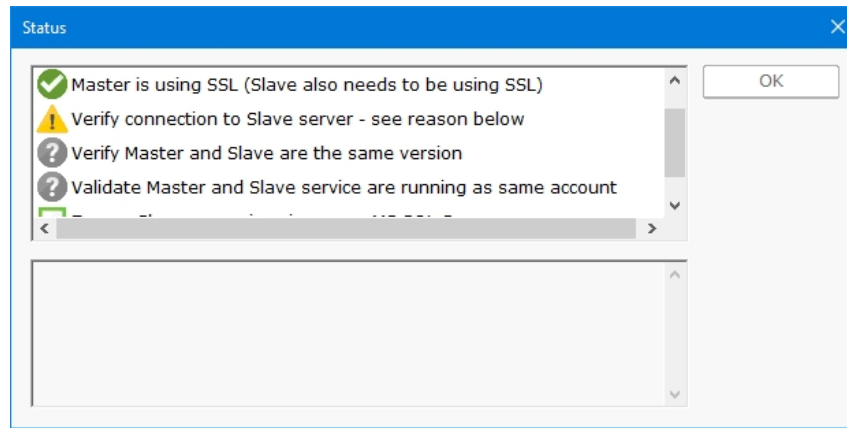 Status
Master is using SSL (Slave also needs to be using SSL)
OK
Verify connection to Slave server - see reason below
Verify Master and Slave are the same version
Validate Master and Slave service are running as same account